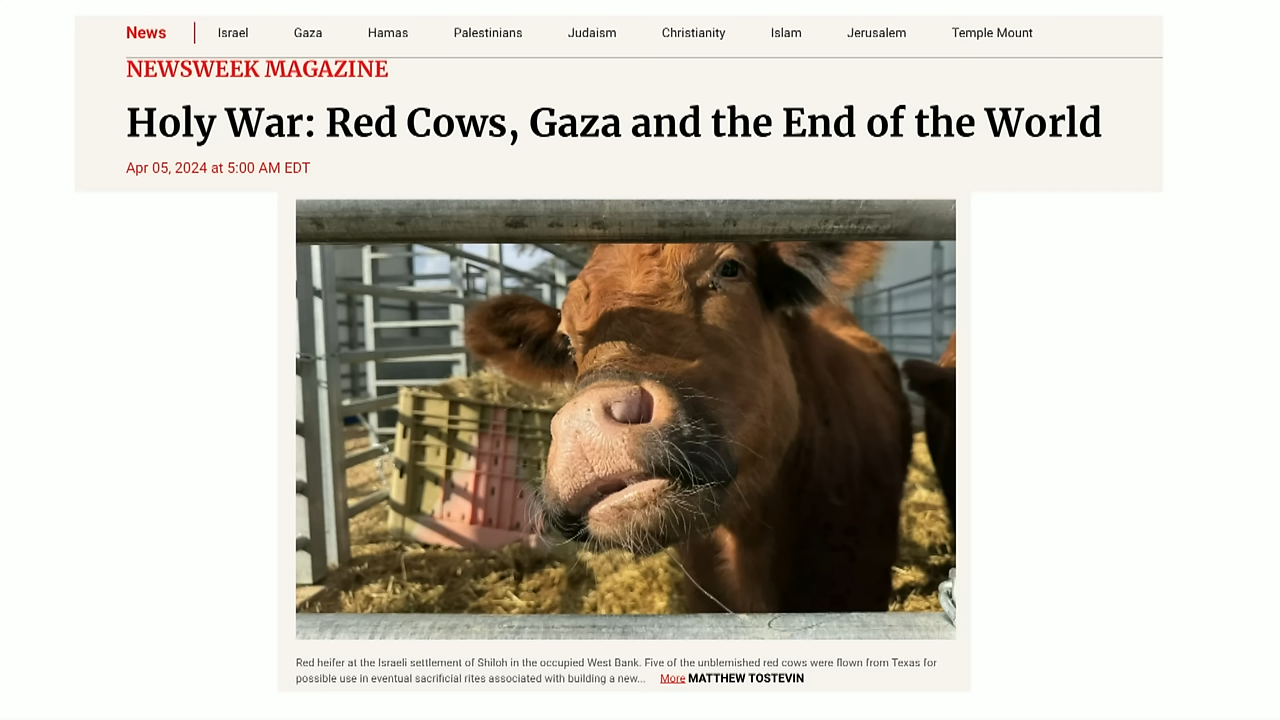 News Israel Gaza Hamas Palestinians Judaism Christianity Islam Jerusalem Temple Mount
NEWSWEEK MAGAZINE
Holy War: Red Cows, Gaza and the End of the World
Apr 05, 2024 at 5:00 AM EDT
Red heifer at the Israeli settlement of Shiloh in the occupied West Bank. Five of the unblemished red cows were flown from Texas for
possible use in eventual sacrificial rites associated with building a new... More MATTHEW TOSTEVIN